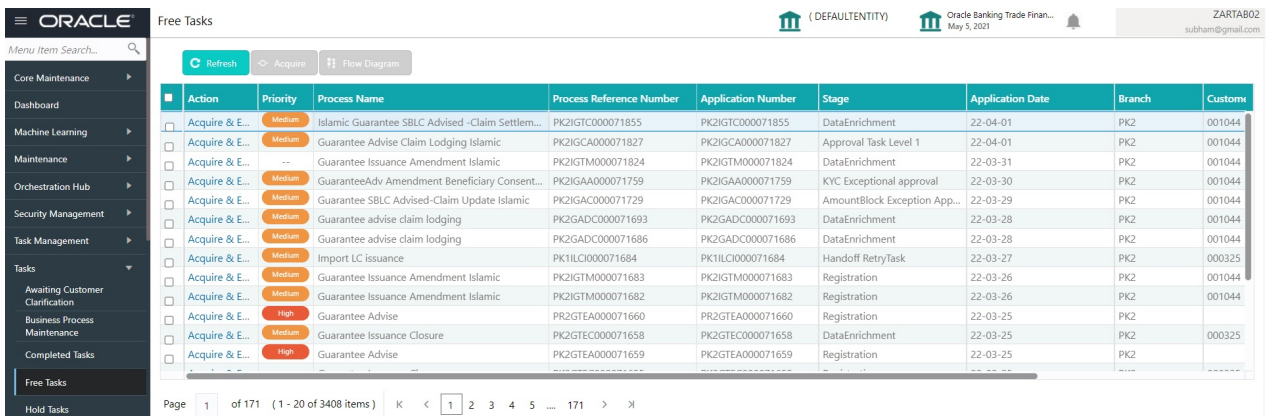 ORACLE
Free Tasks
( DEFAULTENTITY)
Oracle Banking Trade Finan...
May 5, 2021
ZARTAB02
subham@gmail.com
Menu Item Search...
Core Maintenance
Dashboard
Machine Learning
Maintenance
Orchestration Hub
Security Management
Task Management
Tasks
Awaiting Customer
Clarification
Business Process
Maintenance
Completed Tasks
Free Tasks
Hold Tasks
Refresh Acquire Flow Diagram
Action Priority Process Name Process Reference Number Application Number Stage Application Date Branch Custome
Acquire & E... Medium Islamic Guarantee SBLC Advised -Claim Settlem... PK2IGTC000071855 PK2IGTC000071855 DataEnrichment 22-04-01 PK2 001044
Acquire & E... Medium Guarantee Advise Claim Lodging Islamic PK2IGCA000071827 PK2IGCA000071827 Approval Task Level 1 22-04-01 PK2 001044
Acquire & E... -- Guarantee Issuance Amendment Islamic PK2IGTM000071824 PK2IGTM000071824 DataEnrichment 22-03-31 PK2 001044
Acquire & E... Medium GuaranteeAdv Amendment Beneficiary Consent... PK2IGAA000071759 PK2IGAA000071759 KYC Exceptional approval 22-03-30 PK2 001044
Acquire & E... Medium Guarantee SBLC Advised-Claim Update Islamic PK2IGAC000071729 PK2IGAC000071729 AmountBlock Exception App... 22-03-29 PK2 001044
Acquire & E... Medium Guarantee advise claim lodging PK2GADC000071693 PK2GADC000071693 DataEnrichment 22-03-28 PK2 001044
Acquire & E... Medium Guarantee advise claim lodging PK2GADC000071686 PK2GADC000071686 DataEnrichment 22-03-28 PK2 001044
Acquire & E... Medium Import LC issuance PK1ILCI000071684 PK1ILCI000071684 Handoff RetryTask 22-03-27 PK2 000325
Acquire & E... Medium Guarantee Issuance Amendment Islamic PK2IGTM000071683 PK2IGTM000071683 Registration 22-03-26 PK2 001044
Acquire & E... Medium Guarantee Issuance Amendment Islamic PK2IGTM000071682 PK2IGTM000071682 Registration 22-03-26 PK2 001044
Acquire & E... High Guarantee Advise PR2GTEA000071660 PR2GTEA000071660 Registration 22-03-25 PK2
Acquire & E... Medium Guarantee Issuance Closure PK2GTEC000071658 PK2GTEC000071658 DataEnrichment 22-03-25 PK2 000325
Acquire & E... High Guarantee Advise PK2GTEA000071659 PK2GTEA000071659 Registration 22-03-25 PK2
Page 1 of 171 (1 - 20 of 3408 items) K < 1 2 3 4 5 .... 171 >